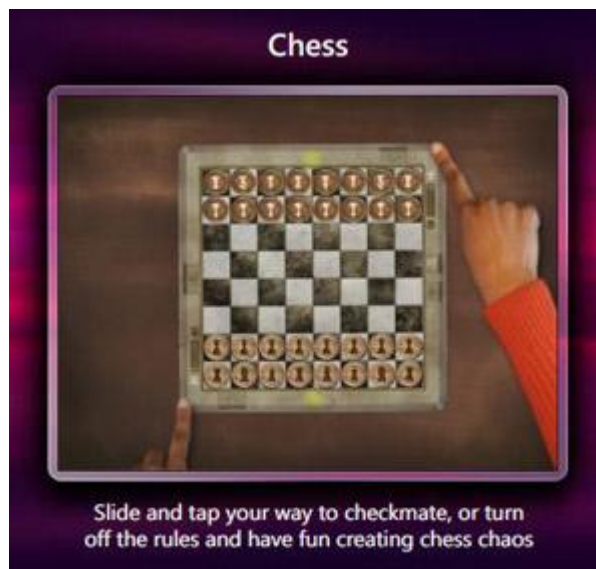 Chess
Slide and tap your way to checkmate, or turn
off the rules and have fun creating chess chaos